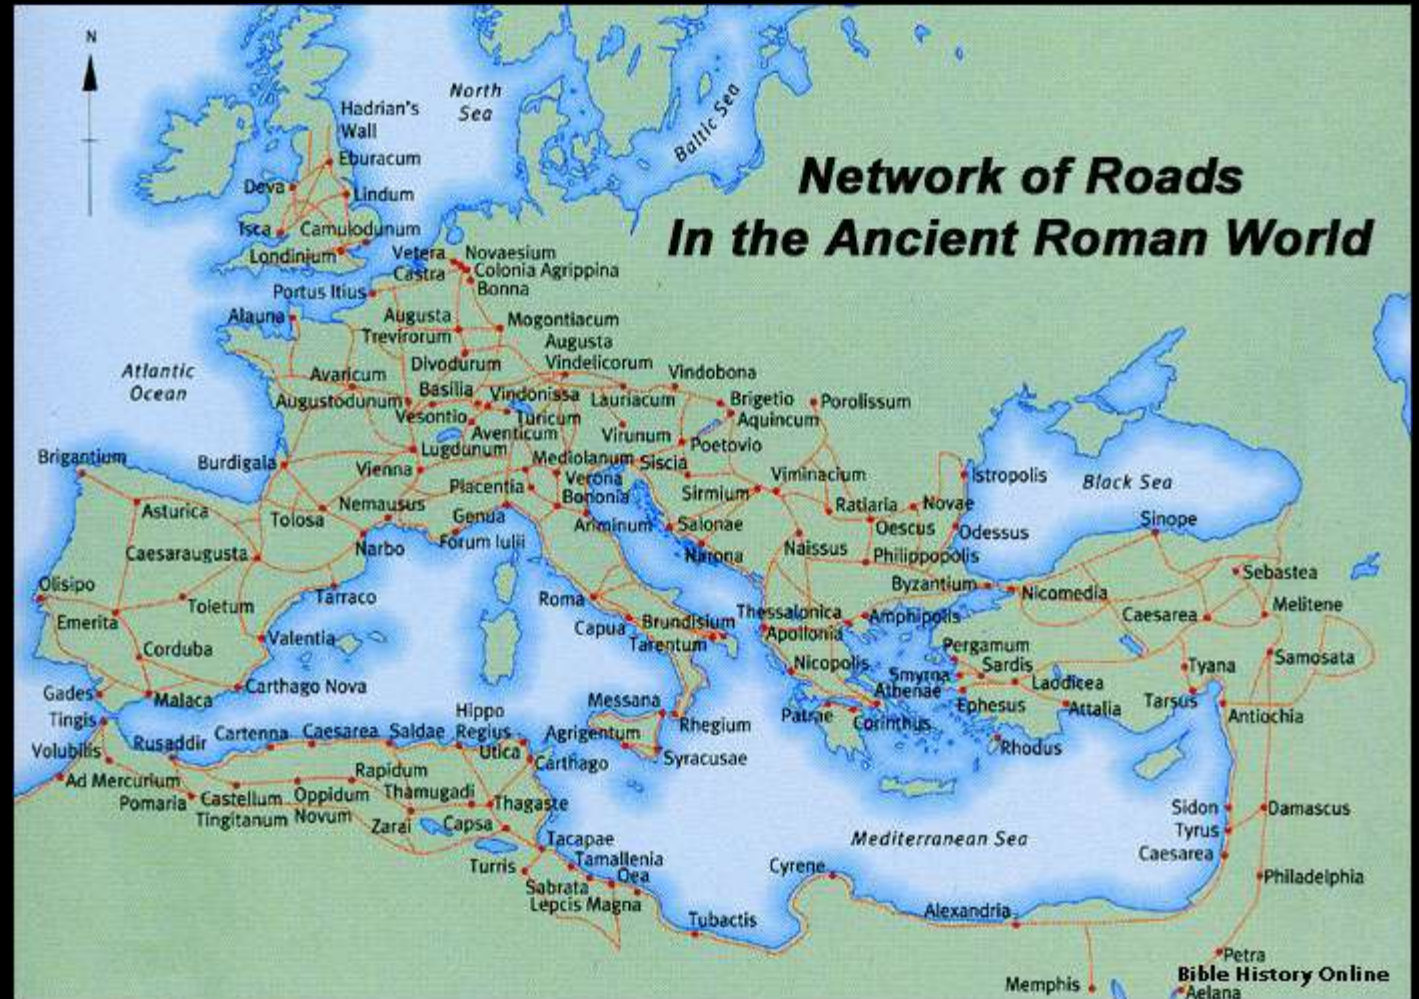 N
Network of Roads
In the Ancient Roman World
North
Sea
Baltic Sea
Hadrian's
Wall
Eburacum
Deva
Lindum
Isca
Camulodunum
Londinium
Vetera
Castra
Novaesium
Colonia Agrippina
Bonna
Portus Itius
Alauna
Augusta
Trevirorum
Mogontiacum
Augusta
Vindelicorum
Divodurum
Atlantic
Ocean
Avaricum
Basilia
Vindonissa
Lauriacum
Vindobona
Augustodunum
Vesontio
Turicum
Aventicum
Brigetio
Aquincum
Porolissum
Virunum
Poetovio
Brigantium
Burdigala
Lugdunum
Vienna
Mediolanum
Siscia
Verona
Placentia
Bononia
Sirmium
Viminacium
Istropolis
Black Sea
Asturica
Tolosa
Nemausus
Genua
Ariminum
Salonae
Ratiaria
Novae
Oescus
Odessus
Sinope
Caesaraugusta
Narbo
Forum Iulii
Narona
Naissus
Philippopolis
Olisipo
Emerita
Toletum
Tarraco
Roma
Capua
Brundisium
Tarentum
Thessalonica
Apollonia
Amphipolis
Byzantium
Nicomedia
Sebastea
Caesarea
Melitene
Corduba
Valentia
Nicopolis
Pergamum
Smyrna
Sardis
Laodicea
Athenae
Ephesus
Attalia
Tyana
Tarsus
Samosata
Antiochia
Gades
Malaca
Carthago Nova
Messana
Rhegium
Patrae
Corinthus
Tingis
Volubilis
Rusaddir
Cartenna
Caesarea
Saldae
Hippo
Regius
Utica
Agrigentum
Syracusae
Carthago
Rhodus
Ad Mercurium
Pomaria
Castellum
Tingitanum
Oppidum
Novum
Rapidum
Thamugadi
Thagaste
Zarai
Capsa
Tacapae
Turris
Tamallenia
Sabrata
Oea
Lepcis Magna
Tubactis
Mediterranean Sea
Cyrene
Alexandria
Memphis
Sidon
Tyrus
Caesarea
Damascus
Philadelphia
Petra
Aelana
Bible History Online